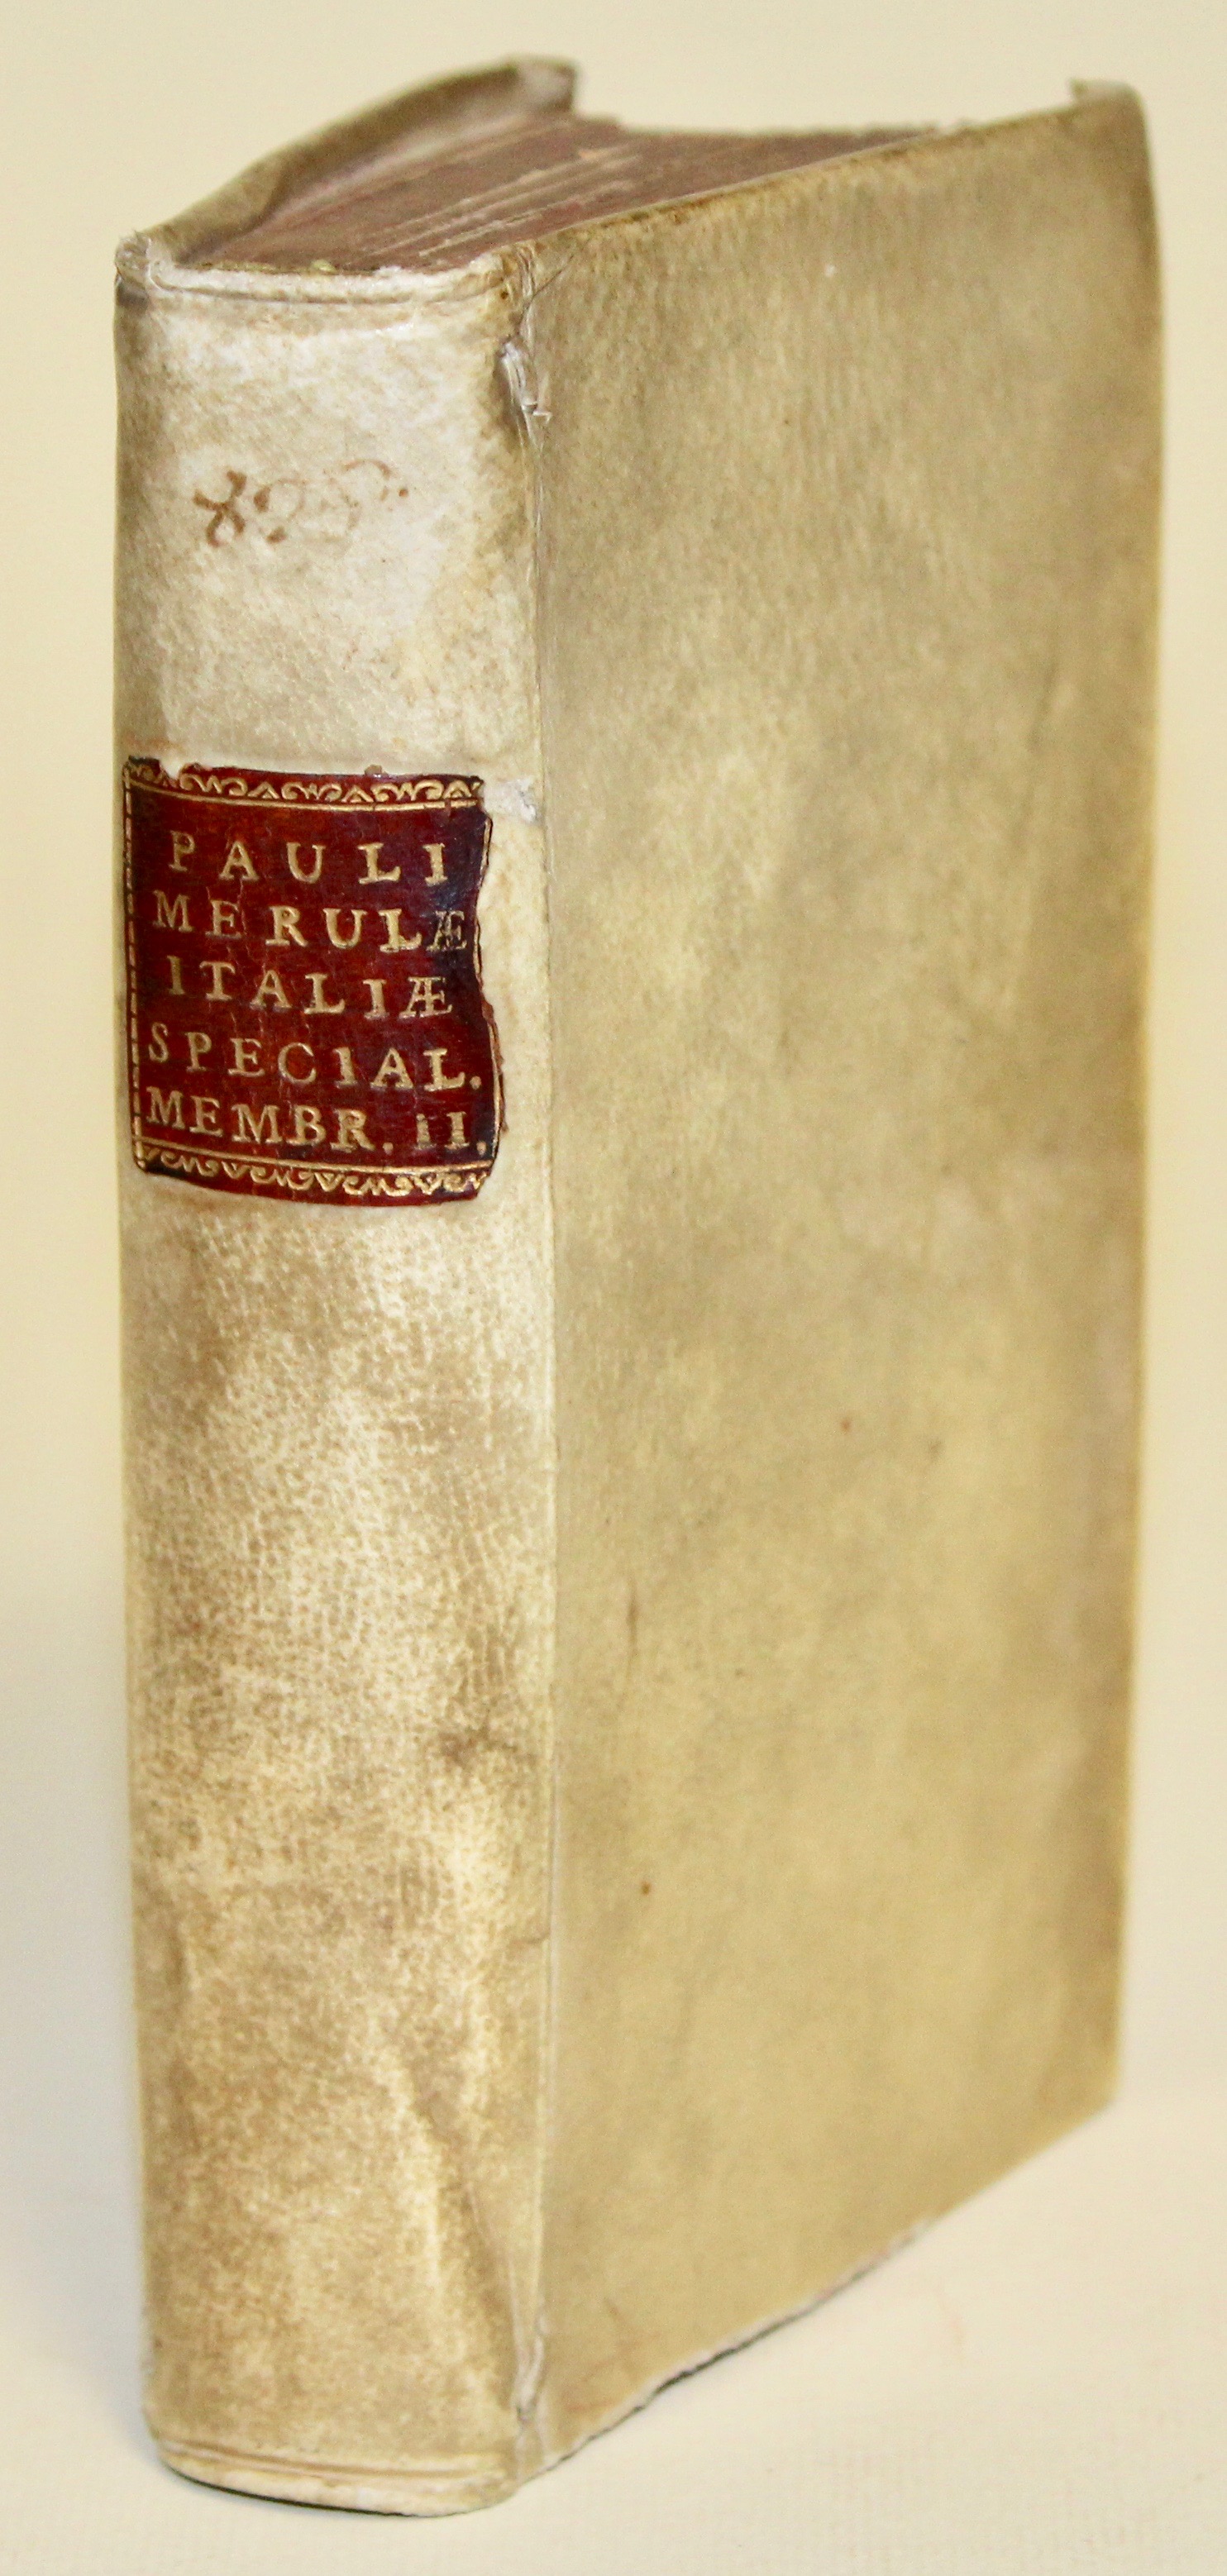 PAULI
MERULÆ
ITALIÆ
SPECIAL.
MEMBR. II.